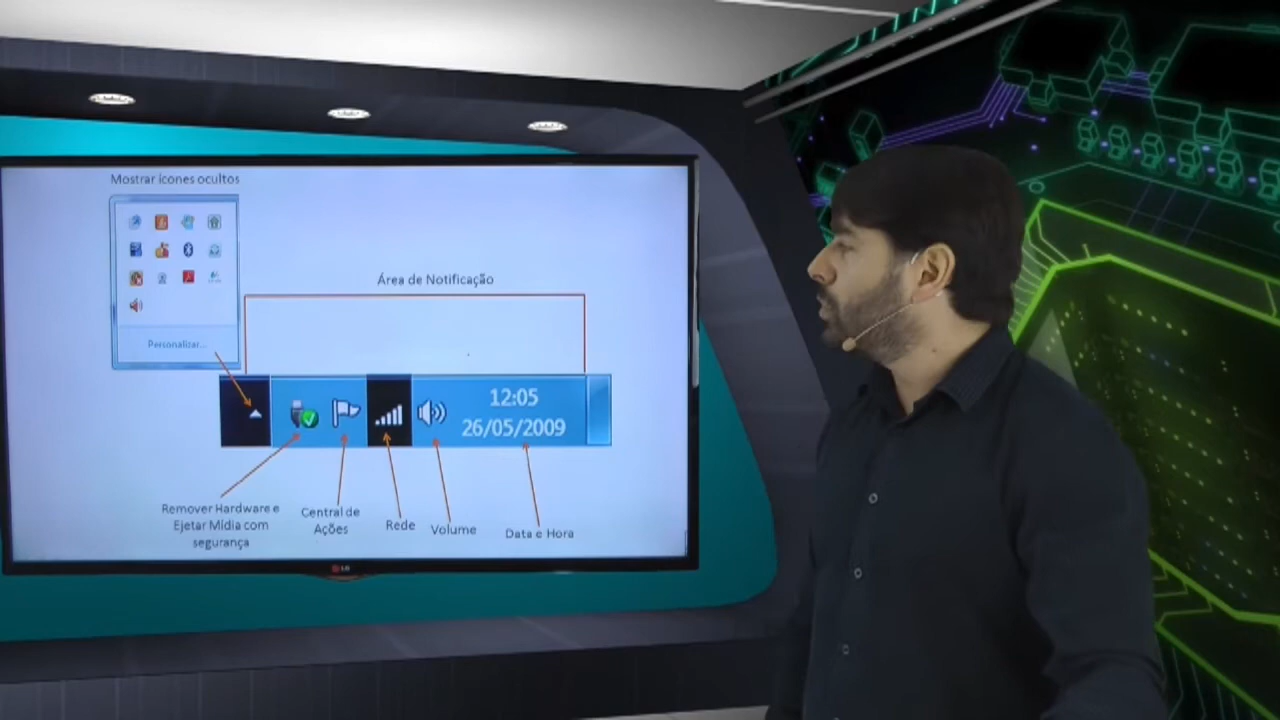 Mostrar ícones ocultos
Área de Notificação
Personalizar...
12:05
26/05/2009
Remover Hardware e
Ejetar Mídia com
segurança
Central de
Ações
Rede
Volume
Data e Hora
LG